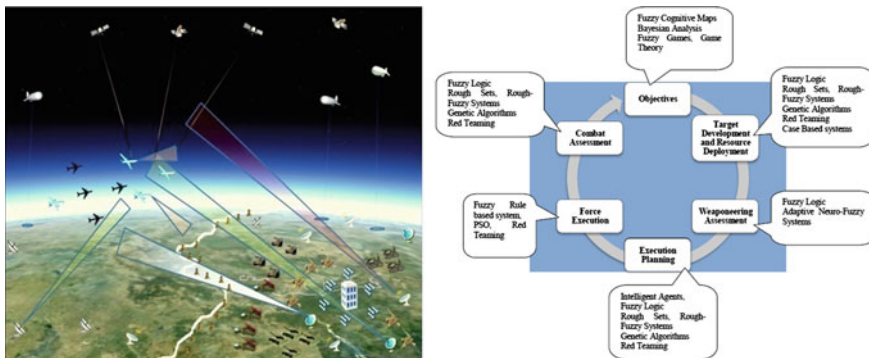 Fuzzy Cognitive Maps
Bayesian Analysis
Fuzzy Games, Game
Theory
Objectives
Fuzzy Logic
Rough Sets, Rough-
Fuzzy Systems
Genetic Algorithms
Red Teaming
Combat
Assessment
Fuzzy Logic
Rough Sets, Rough-
Fuzzy Systems
Genetic Algorithms
Red Teaming
Case Based systems
Target
Development
and Resource
Deployment
Fuzzy Rule
based system,
PSO, Red
Teaming
Force
Execution
Weaponeering
Assessment
Fuzzy Logic
Adaptive Neuro-Fuzzy
Systems
Execution
Planning
Intelligent Agents,
Fuzzy Logic
Rough Sets, Rough-
Fuzzy Systems
Genetic Algorithms
Red Teaming